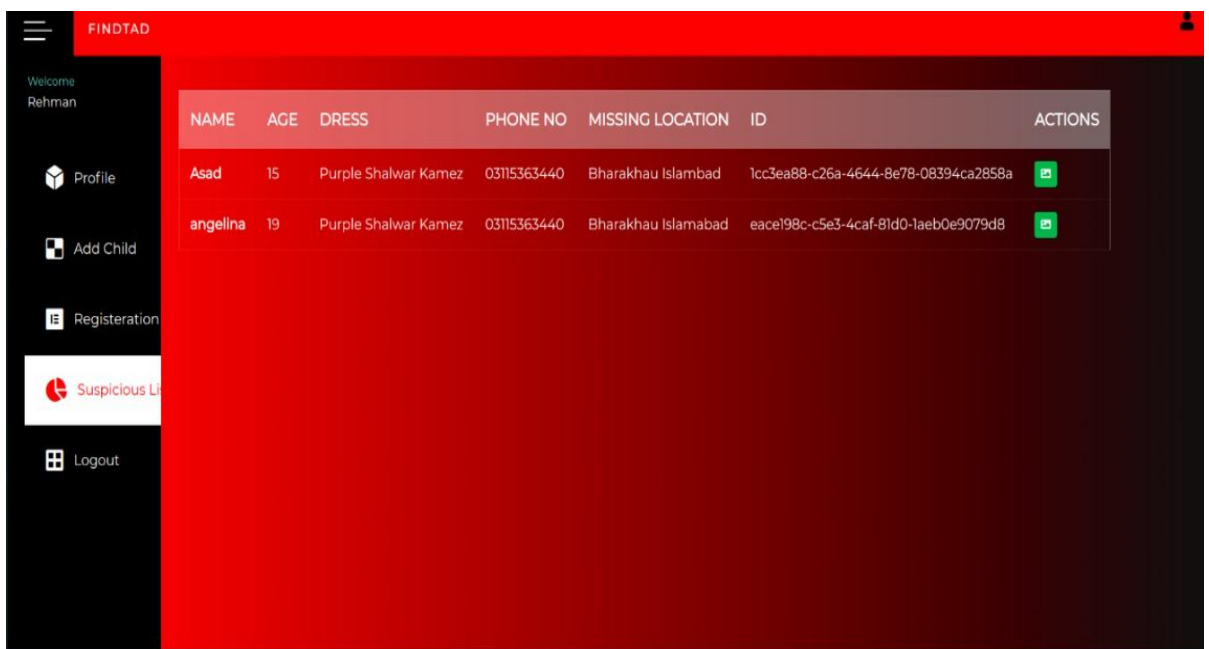 FINDTAD
Welcome
Rehman
Profile
Add Child
Registeration
Suspicious Li
Logout
NAME AGE DRESS PHONE NO MISSING LOCATION ID ACTIONS
Asad 15 Purple Shalwar Kamez 03115363440 Bharakhau Islambad 1cc3ea88-c26a-4644-8e78-08394ca2858a
angelina 19 Purple Shalwar Kamez 03115363440 Bharakhau Islamabad eace198c-c5e3-4caf-81d0-1aeb0e9079d8